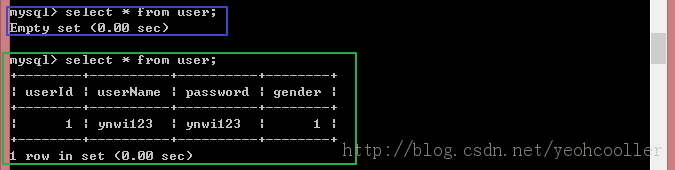 mysql> select * from user;
Empty set (0.00 sec)
mysql> select * from user;
+--------+----------+----------+--------+
| userId | userName | password | gender |
+--------+----------+----------+--------+
| 1 | ynwi123 | ynwi123 | 1 |
+--------+----------+----------+--------+
1 row in set (0.00 sec)
http://blog.csdn.net/yeohcooller